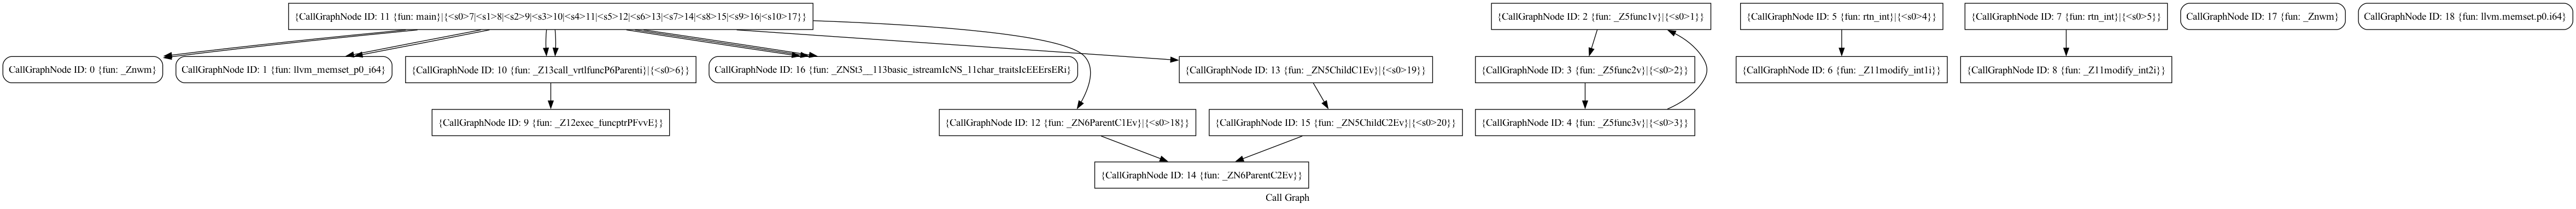 {CallGraphNode ID: 11 {fun: main}|{<s0>7|<s1>8|<s2>9|<s3>10|<s4>11|<s5>12|<s6>13|<s7>14|<s8>15|<s9>16|<s10>17}}
{CallGraphNode ID: 2 {fun: _Z5func1v}|{<s0>1}}
{CallGraphNode ID: 5 {fun: rtn_int}|{<s0>4}}
{CallGraphNode ID: 7 {fun: rtn_int}|{<s0>5}}
CallGraphNode ID: 17 {fun: _Znwm}
CallGraphNode ID: 18 {fun: llvm.memset.p0.i64}
CallGraphNode ID: 0 {fun: _Znwm}
CallGraphNode ID: 1 {fun: llvm_memset_p0_i64}
{CallGraphNode ID: 10 {fun: _Z13call_vrtlfuncP6Parenti}|{<s0>6}}
CallGraphNode ID: 16 {fun: _ZNSt3__113basic_istreamIcNS_11char_traitsIcEEErsERi}
{CallGraphNode ID: 13 {fun: _ZN5ChildC1Ev}|{<s0>19}}
{CallGraphNode ID: 3 {fun: _Z5func2v}|{<s0>2}}
{CallGraphNode ID: 6 {fun: _Z11modify_int1i}}
{CallGraphNode ID: 8 {fun: _Z11modify_int2i}}
{CallGraphNode ID: 9 {fun: _Z12exec_funcptrPFvvE}}
{CallGraphNode ID: 12 {fun: _ZN6ParentC1Ev}|{<s0>18}}
{CallGraphNode ID: 15 {fun: _ZN5ChildC2Ev}|{<s0>20}}
{CallGraphNode ID: 4 {fun: _Z5func3v}|{<s0>3}}
{CallGraphNode ID: 14 {fun: _ZN6ParentC2Ev}}
Call Graph